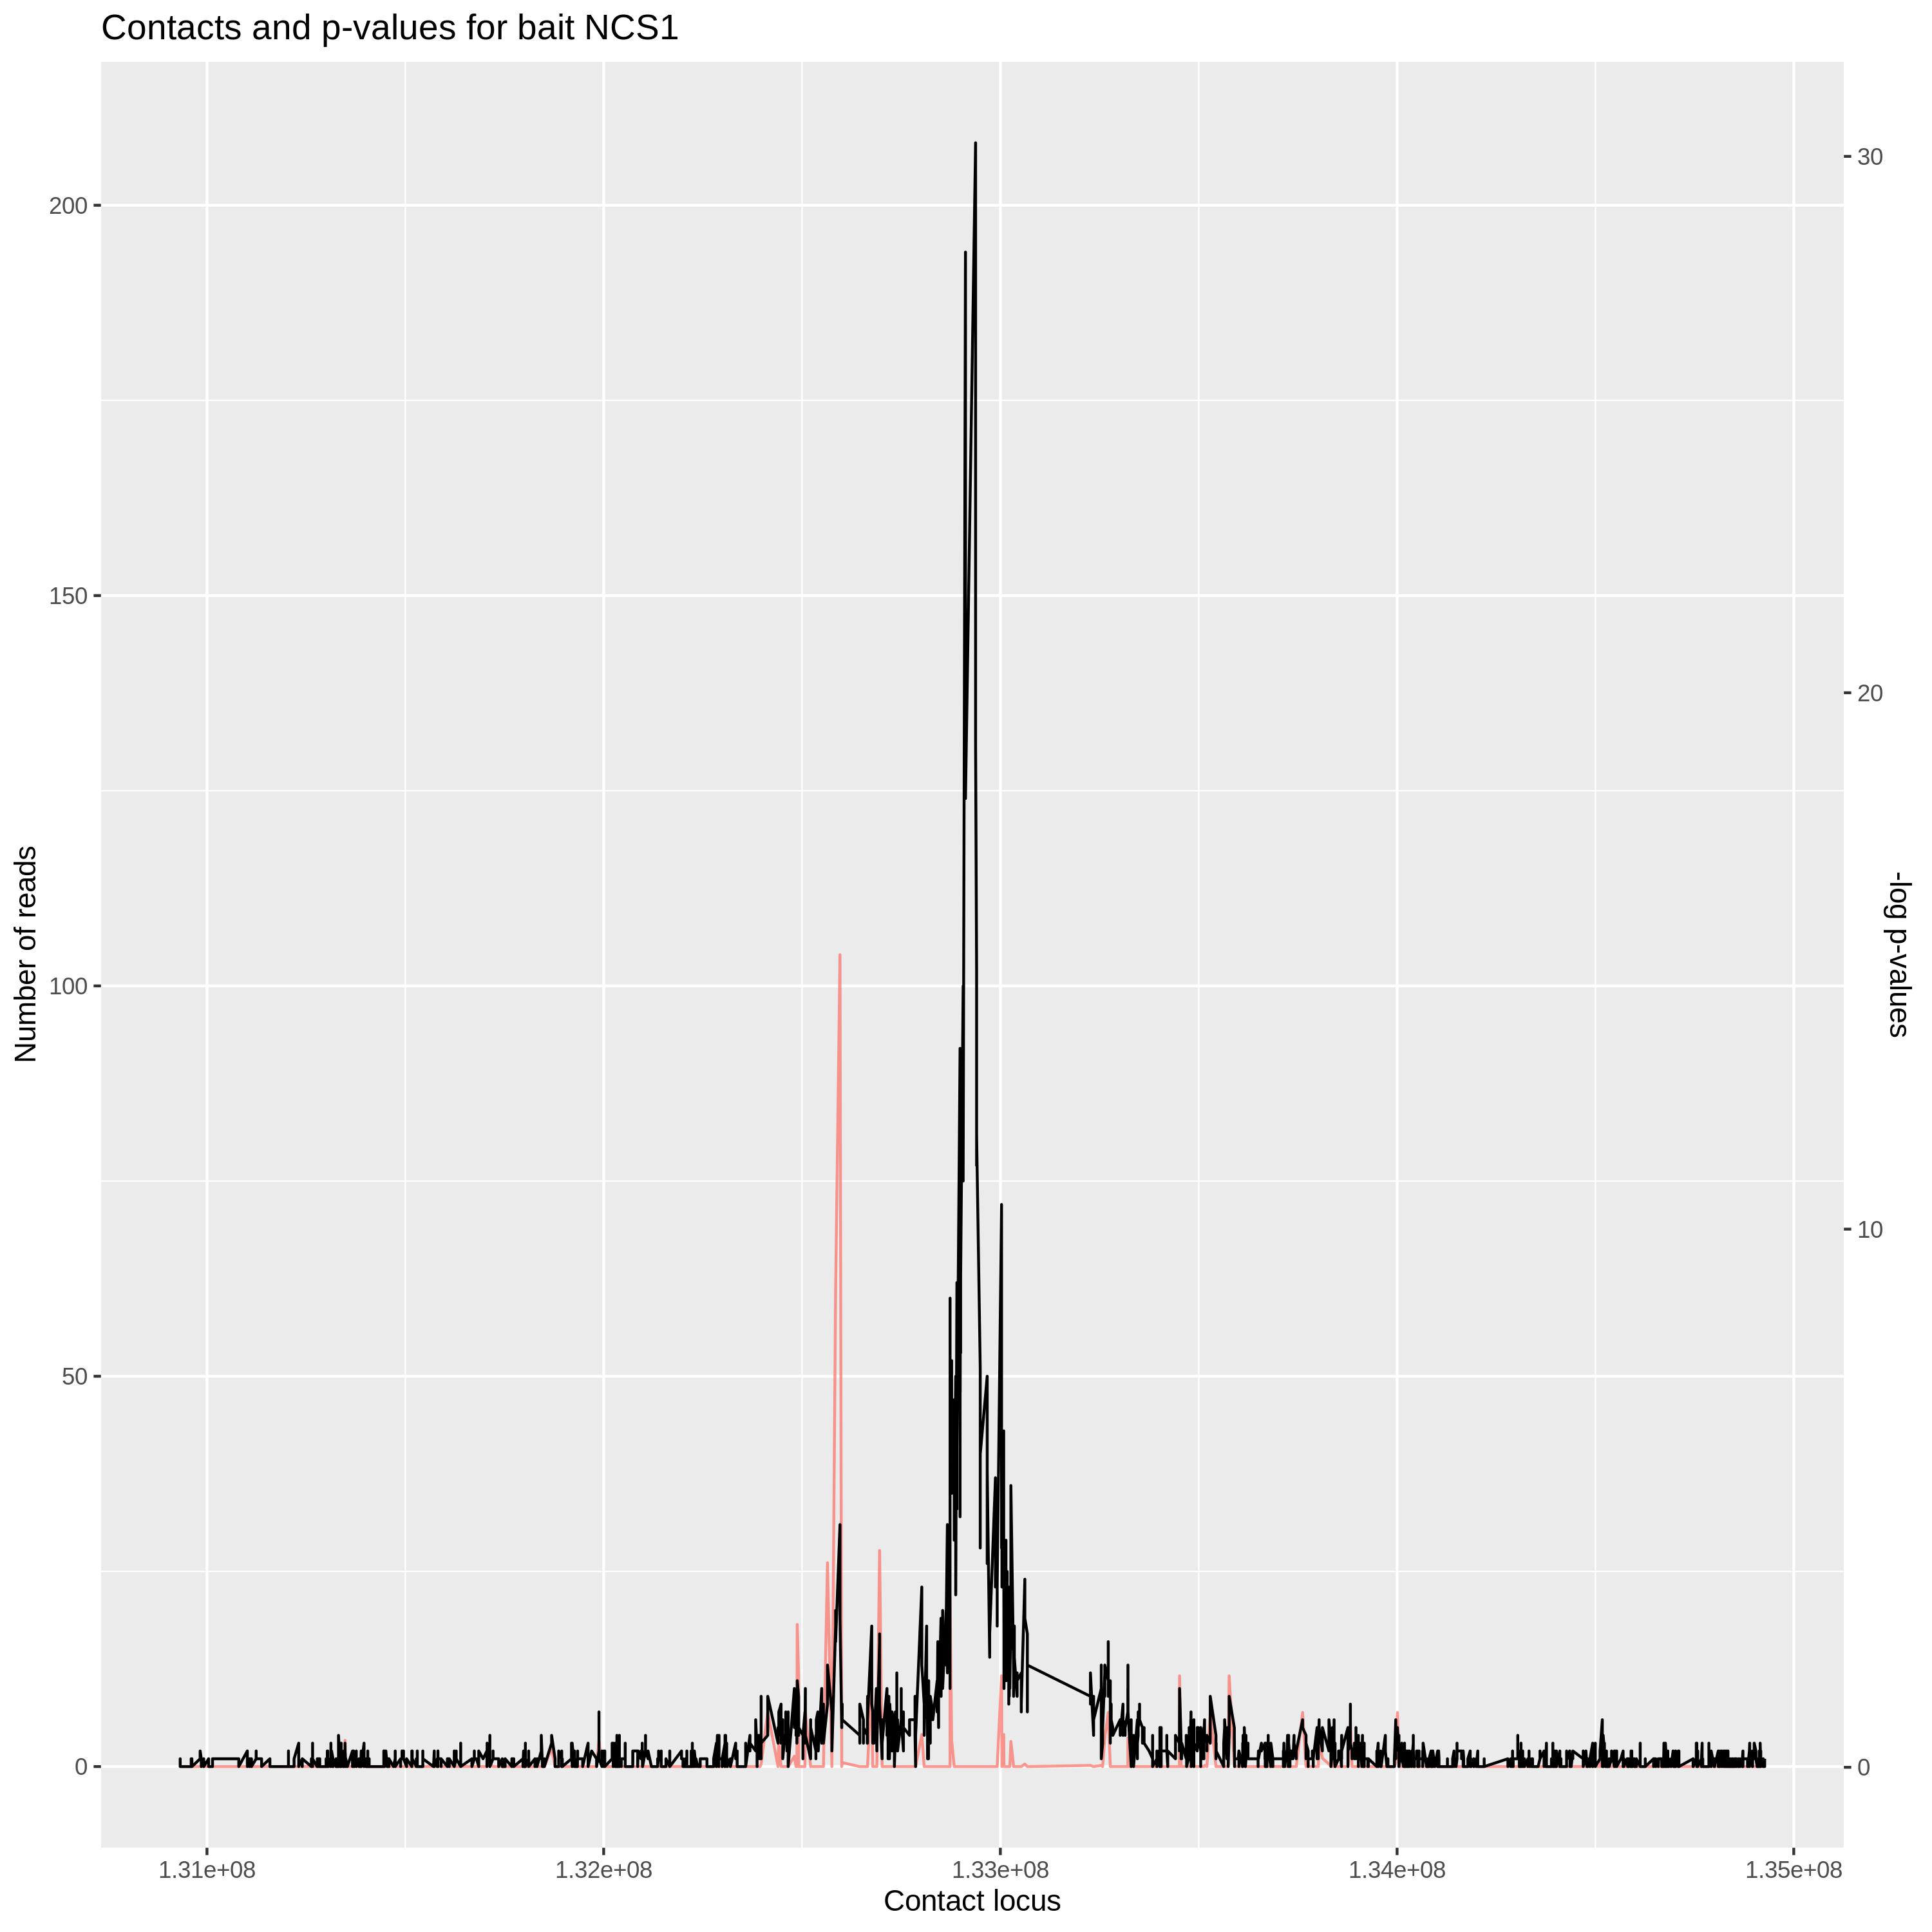 Contacts and p-values for bait NCS1
Number of reads
200
150
100
50
0
30
20
10
0
-log p-values
1.31e+08
1.32e+08
1.33e+08
1.34e+08
1.35e+08
Contact locus